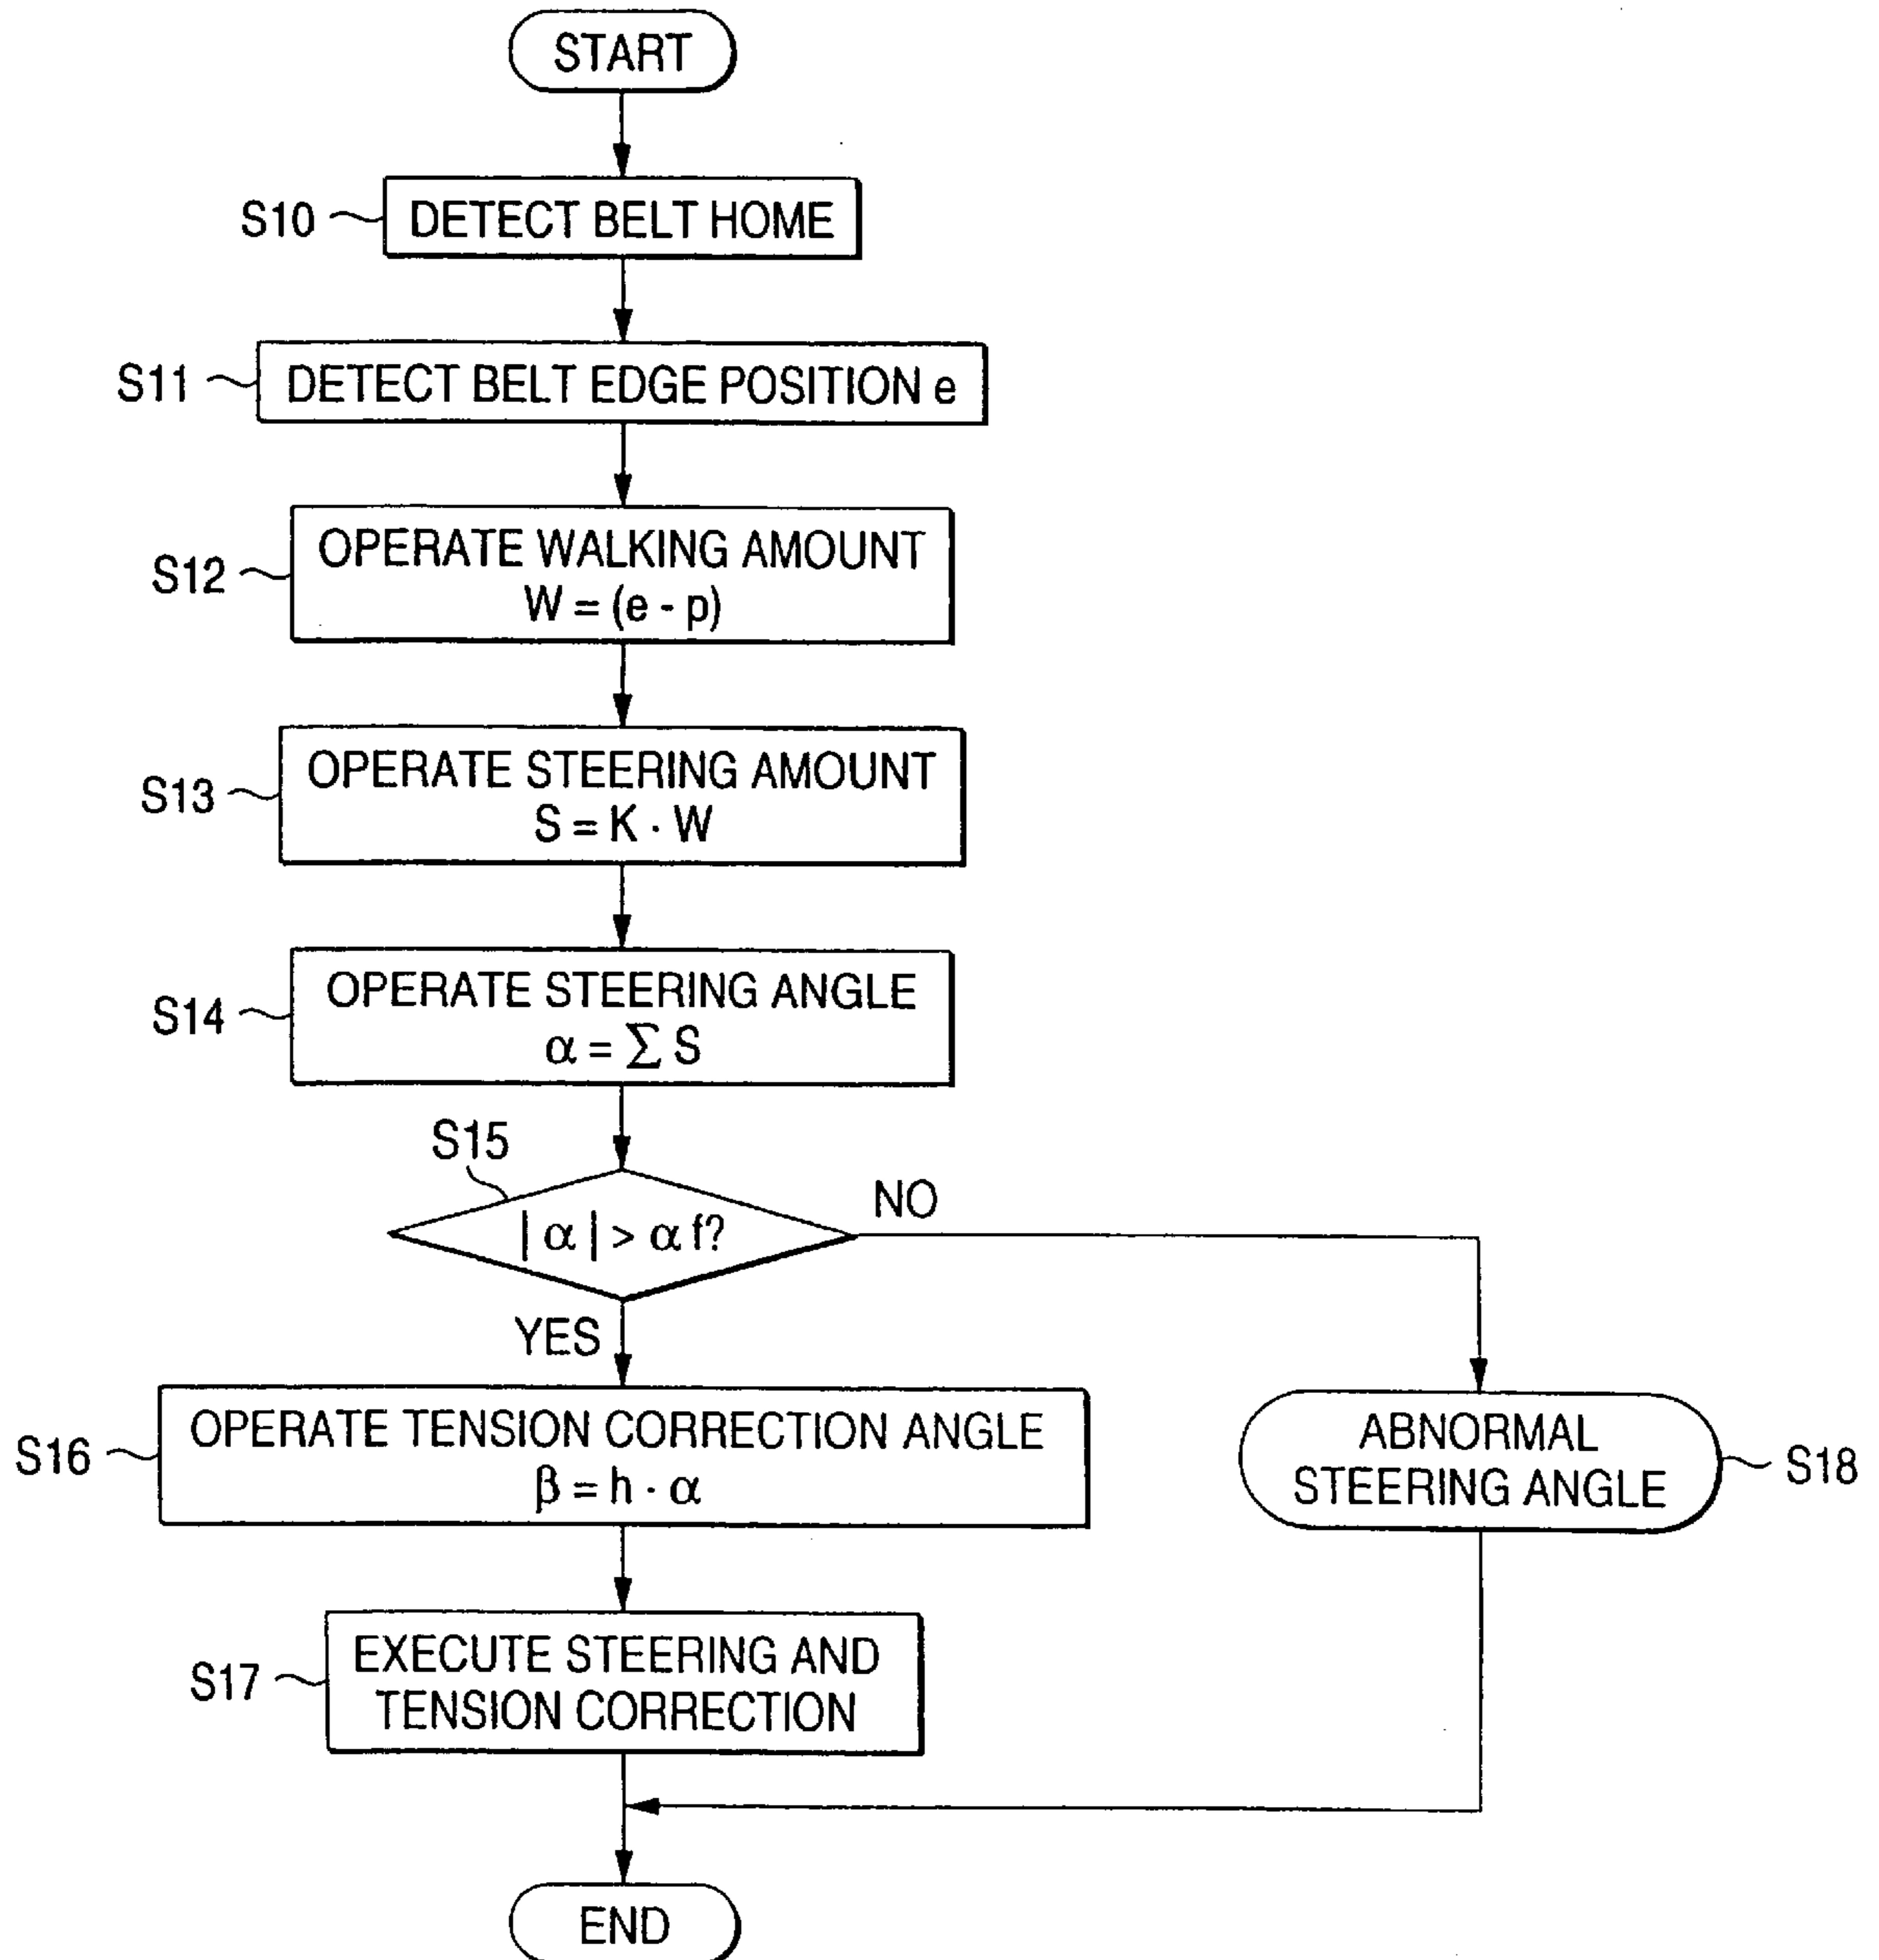 START
S10
DETECT BELT HOME
S11
DETECT BELT EDGE POSITION e
S12
OPERATE WALKING AMOUNT
W = (e - p)
S13
OPERATE STEERING AMOUNT
S = K · W
S14
OPERATE STEERING ANGLE
α = Σ S
S15
| α | > α f?
NO
YES
S16
OPERATE TENSION CORRECTION ANGLE
β = h · α
ABNORMAL
STEERING ANGLE
S18
S17
EXECUTE STEERING AND
TENSION CORRECTION
END